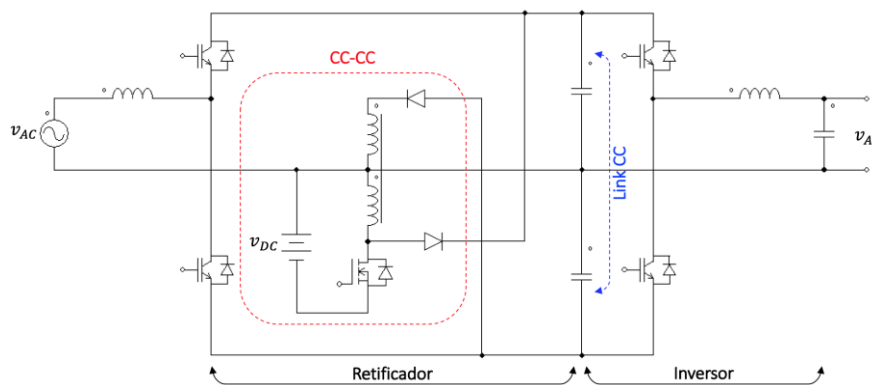 CC-CC
v_AC
v_DC
Link CC
v_A
Retificador
Inversor